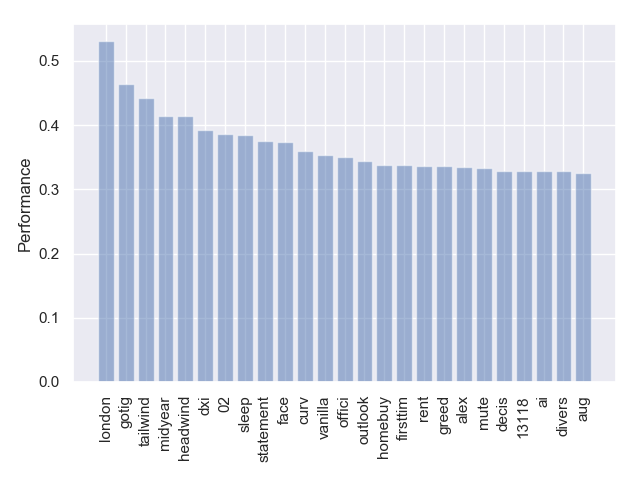 0.5
0.4
0.3
0.2
0.1
0.0
Performance
london
gotig
tailwind
midyear
headwind
dxi
02
sleep
statement
face
curv
vanilla
offici
outlook
homebuy
firsttim
rent
greed
alex
mute
decis
13118
ai
divers
aug